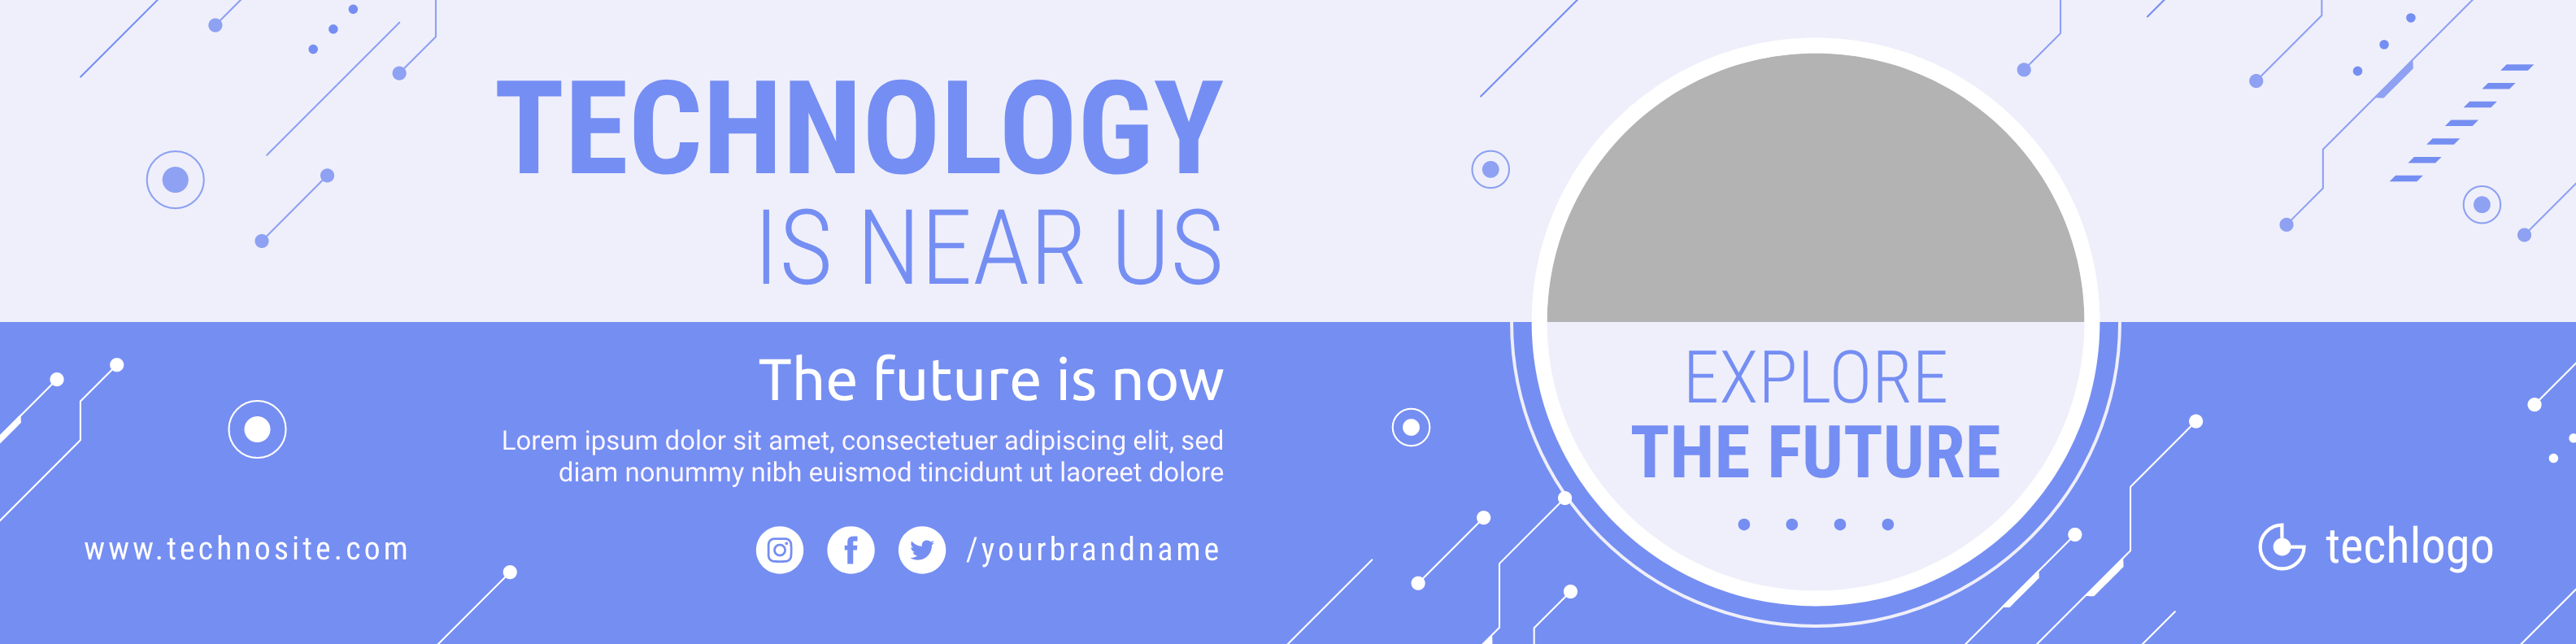 TECHNOLOGY
IS NEAR US
The future is now
Lorem ipsum dolor sit amet, consectetuer adipiscing elit, sed
diam nonummy nibh euismod tincidunt ut laoreet dolore
www.technosite.com
/yourbrandname
EXPLORE
THE FUTURE
techlogo